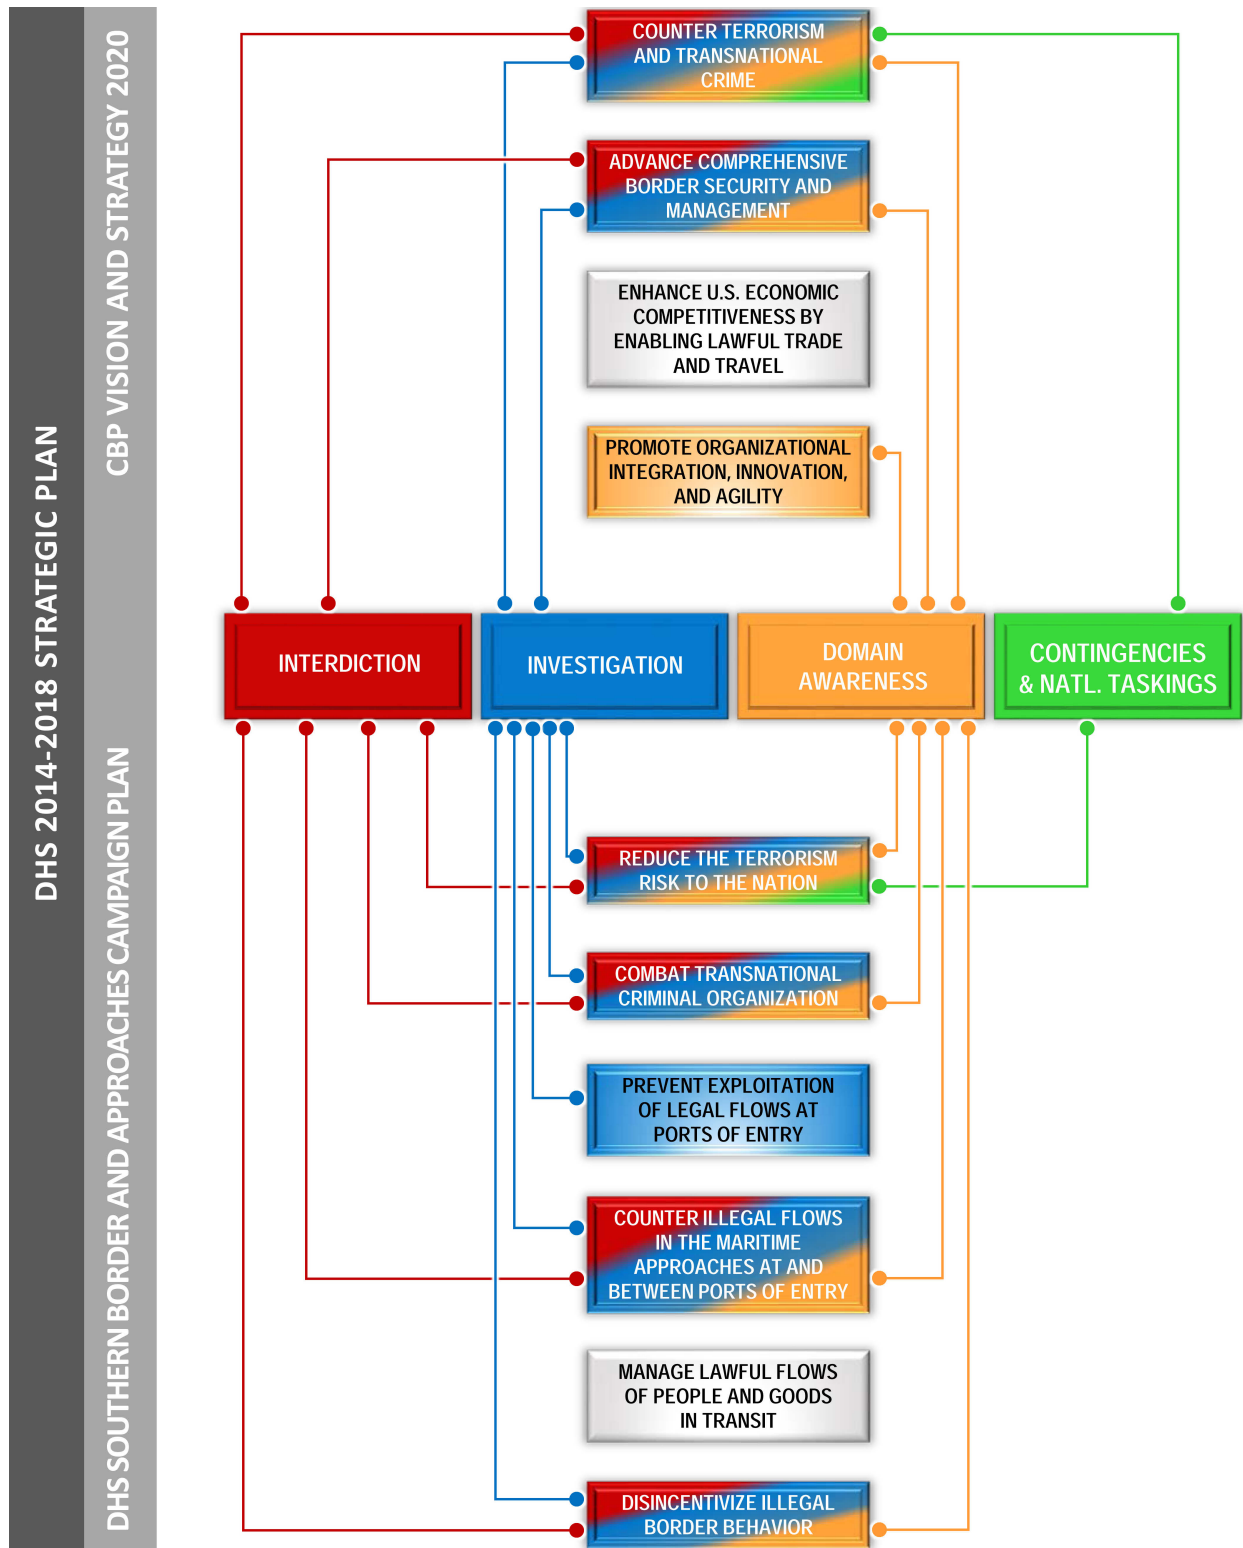 DHS 2014-2018 STRATEGIC PLAN
CBP VISION AND STRATEGY 2020
DHS SOUTHERN BORDER AND APPROACHES CAMPAIGN PLAN
COUNTER TERRORISM
AND TRANSNATIONAL
CRIME
ADVANCE COMPREHENSIVE
BORDER SECURITY AND
MANAGEMENT
ENHANCE U.S. ECONOMIC
COMPETITIVENESS BY
ENABLING LAWFUL TRADE
AND TRAVEL
PROMOTE ORGANIZATIONAL
INTEGRATION, INNOVATION,
AND AGILITY
INTERDICTION
INVESTIGATION
DOMAIN
AWARENESS
CONTINGENCIES
& NATL. TASKINGS
REDUCE THE TERRORISM
RISK TO THE NATION
COMBAT TRANSNATIONAL
CRIMINAL ORGANIZATION
PREVENT EXPLOITATION
OF LEGAL FLOWS AT
PORTS OF ENTRY
COUNTER ILLEGAL FLOWS
IN THE MARITIME
APPROACHES AT AND
BETWEEN PORTS OF ENTRY
MANAGE LAWFUL FLOWS
OF PEOPLE AND GOODS
IN TRANSIT
DISINCENTIVIZE ILLEGAL
BORDER BEHAVIOR